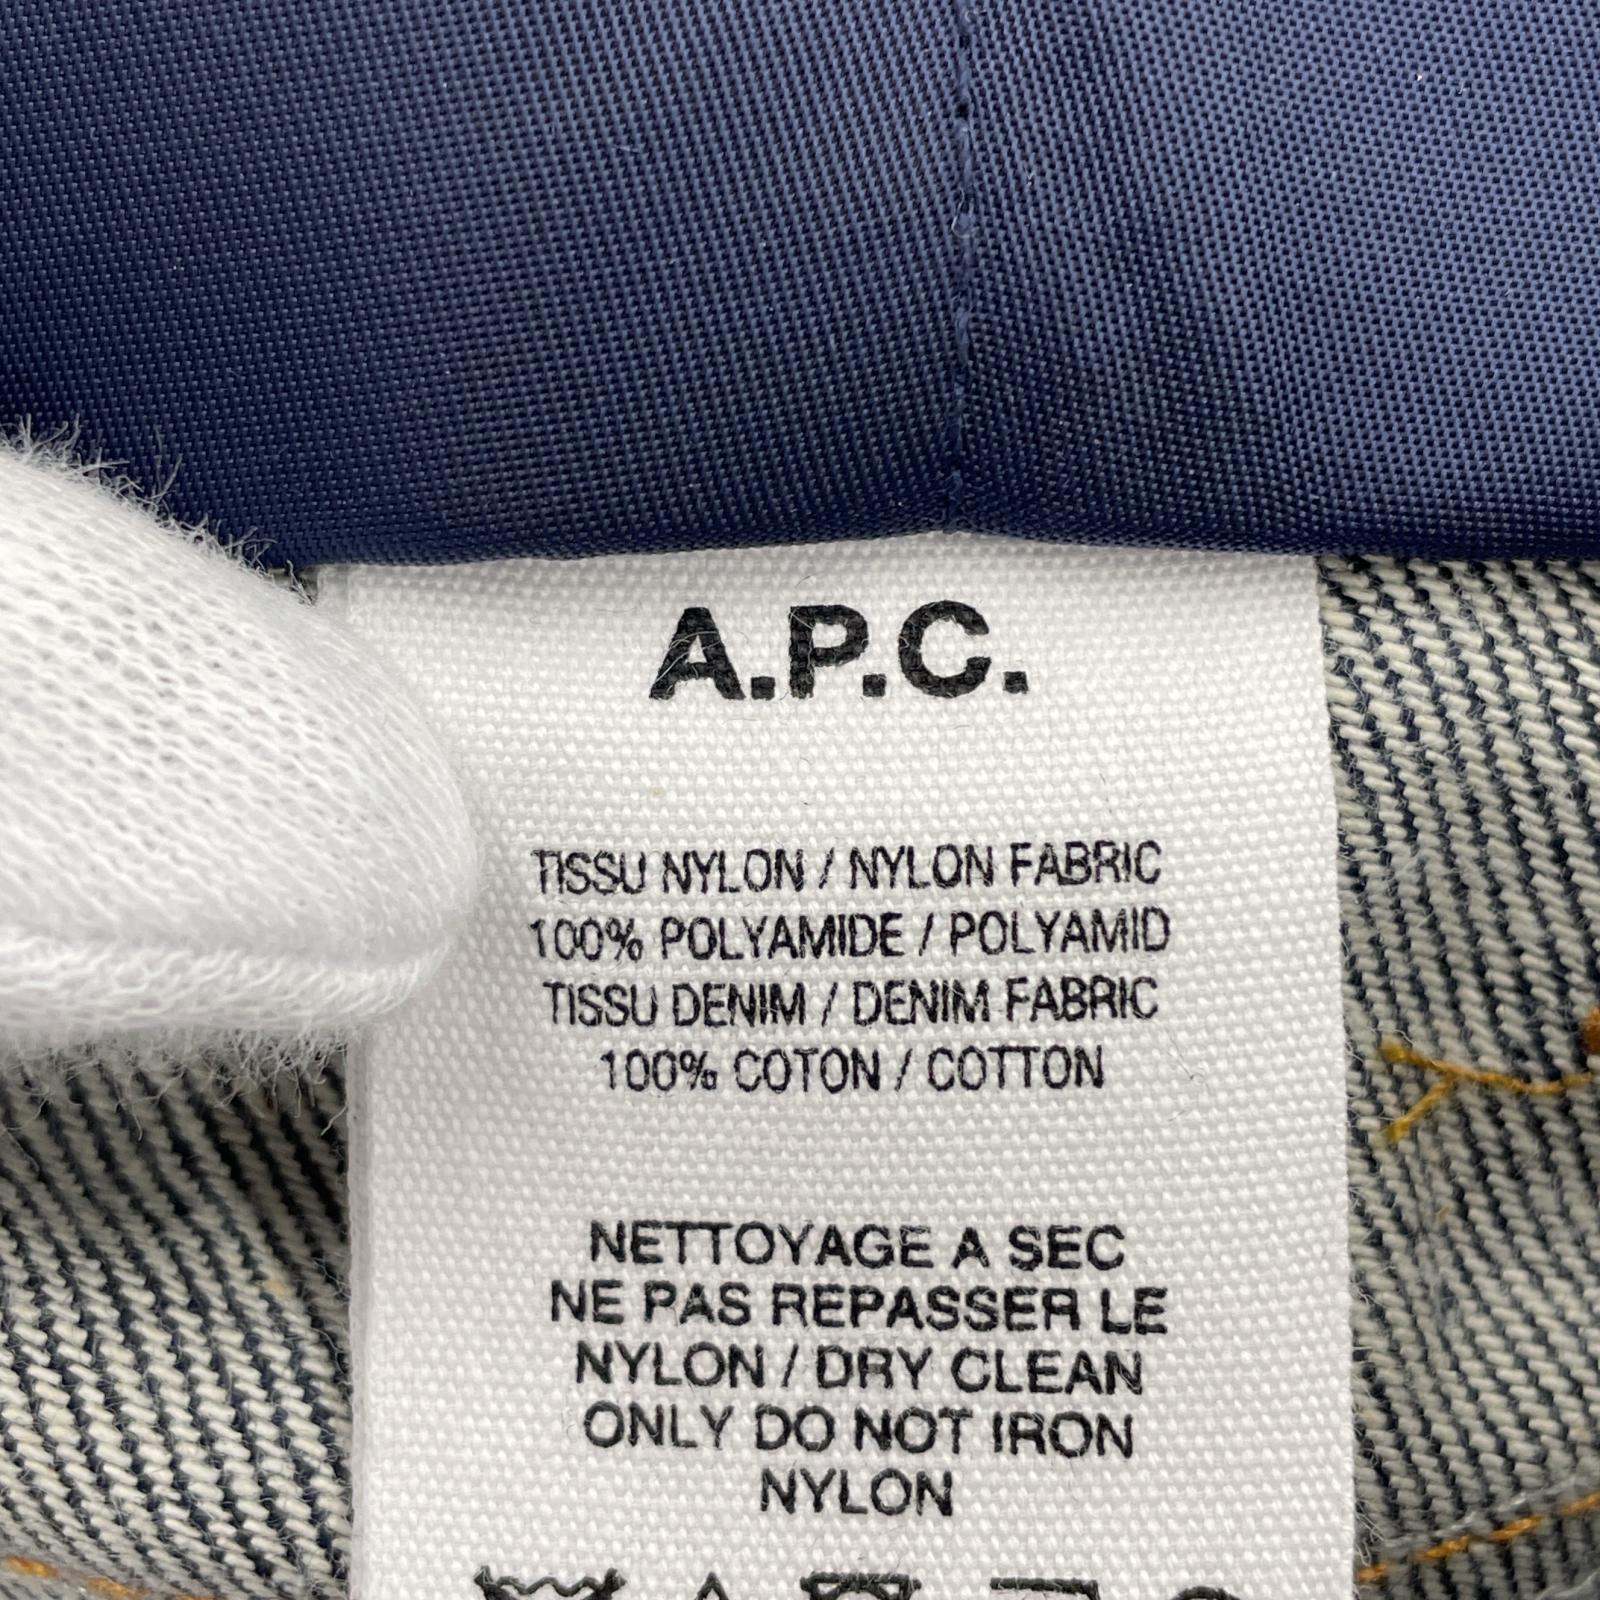 A.P.C.
TISSU NYLON / NYLON FABRIC
100% POLYAMIDE / POLYAMID
TISSU DENIM / DENIM FABRIC
100% COTON / COTTON
NETTOYAGE A SEC
NE PAS REPASSER LE
NYLON / DRY CLEAN
ONLY DO NOT IRON
NYLON